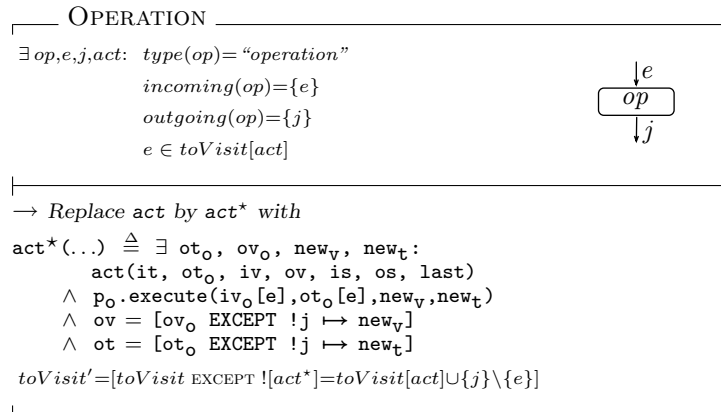 OPERATION
∃ op,e,j,act: type(op)= “operation”
incoming(op)={e}
outgoing(op)={j}
e ∈ toVisit[act]
e
op
j
→ Replace act by act⋆ with
act⋆(...) ≜ ∃ ot_o, ov_o, new_v, new_t:
act(it, ot_o, iv, ov, is, os, last)
∧ p_o.execute(iv_o[e],ot_o[e],new_v,new_t)
∧ ov = [ov_o EXCEPT !j ↦ new_v]
∧ ot = [ot_o EXCEPT !j ↦ new_t]
toVisit′=[toVisit EXCEPT ![act⋆]=toVisit[act]∪{j}\{e}]